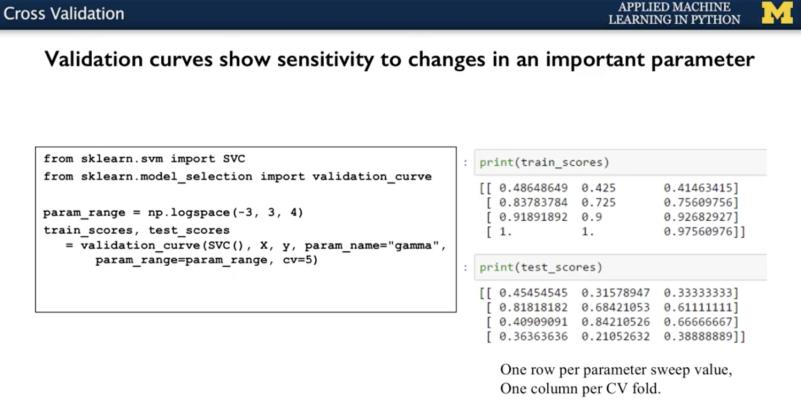 Cross Validation
APPLIED MACHINE
LEARNING IN PYTHON
M
Validation curves show sensitivity to changes in an important parameter
from sklearn.svm import SVC
from sklearn.model_selection import validation_curve
param_range = np.logspace(-3, 3, 4)
train_scores, test_scores
= validation_curve(SVC(), X, y, param_name="gamma",
param_range=param_range, cv=5)
: print(train_scores)
[[ 0.48648649 0.425 0.41463415]
[ 0.83783784 0.725 0.75609756]
[ 0.91891892 0.9 0.92682927]
[ 1. 1. 0.97560976]]
: print(test_scores)
[[ 0.45454545 0.31578947 0.33333333]
[ 0.81818182 0.68421053 0.61111111]
[ 0.40909091 0.84210526 0.66666667]
[ 0.36363636 0.21052632 0.38888889]]
One row per parameter sweep value,
One column per CV fold.